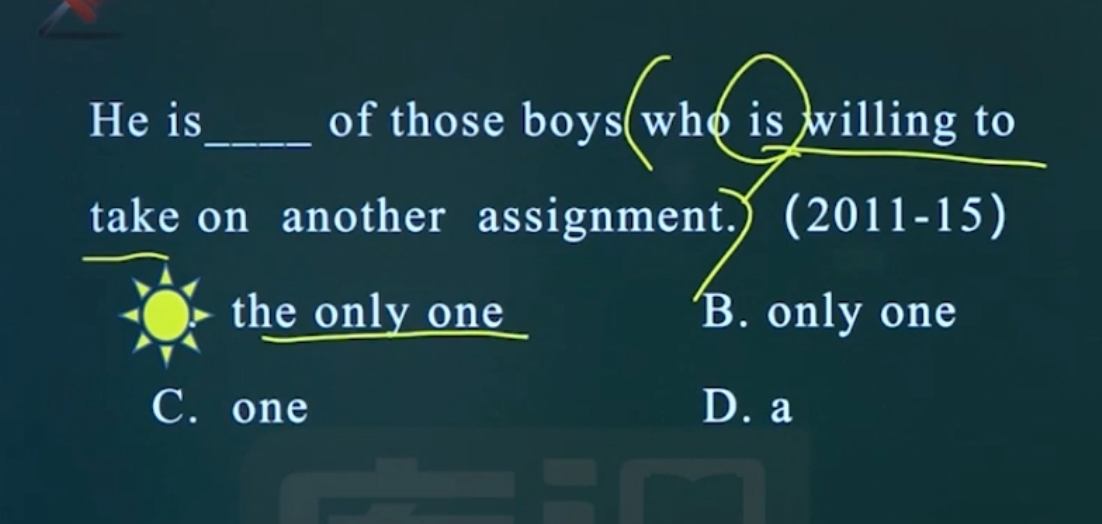 He is____ of those boys who is willing to
take on another assignment. (2011-15)
the only one B. only one
C. one D. a